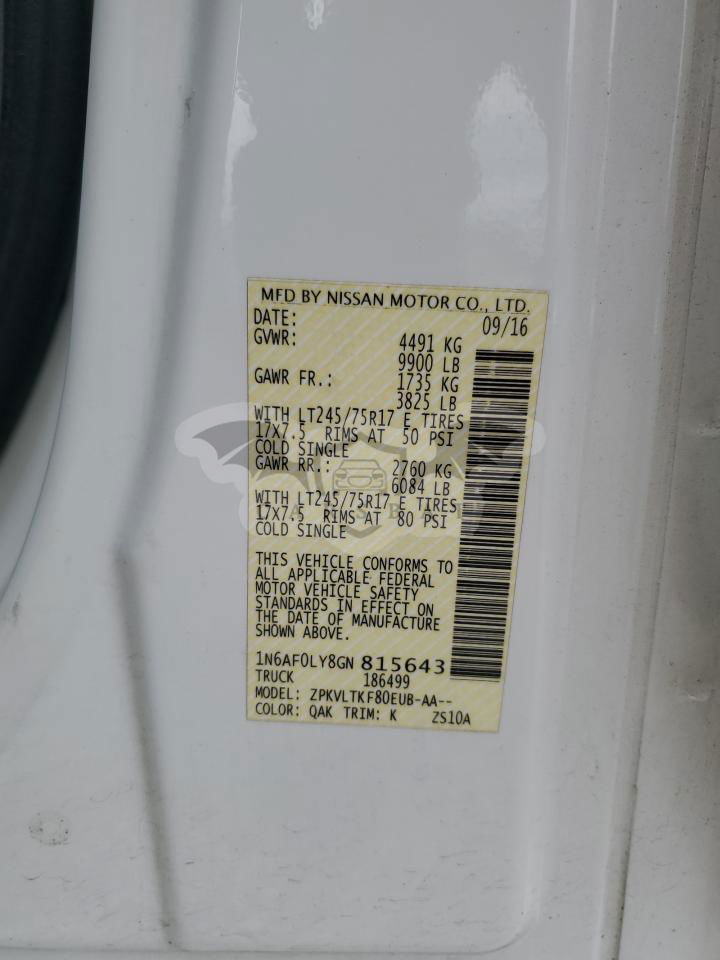 MFD BY NISSAN MOTOR CO., LTD.
DATE: 09/16
GVWR: 4491 KG
9900 LB
GAWR FR.: 1735 KG
3825 LB
WITH LT245/75R17 E TIRES
17X7.5 RIMS AT 50 PSI
COLD SINGLE
GAWR RR.: 2760 KG
6084 LB
WITH LT245/75R17 E TIRES
17X7.5 RIMS AT 80 PSI
COLD SINGLE
THIS VEHICLE CONFORMS TO
ALL APPLICABLE FEDERAL
MOTOR VEHICLE SAFETY
STANDARDS IN EFFECT ON
THE DATE OF MANUFACTURE
SHOWN ABOVE.
1N6AF0LY8GN 815643
TRUCK 186499
MODEL: ZPKVLTKF80EUB-AA--
COLOR: QAK TRIM: K ZS10A